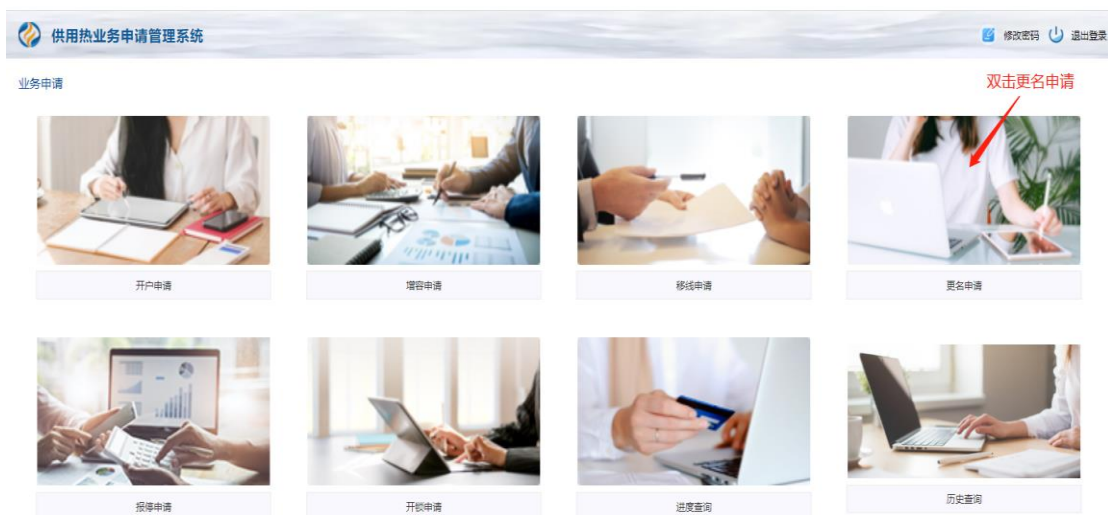 供用热业务申请管理系统
修改密码 退出登录
业务申请
双击更名申请
开户申请 增容申请 移线申请 更名申请
报停申请 开锁申请 进度查询 历史查询